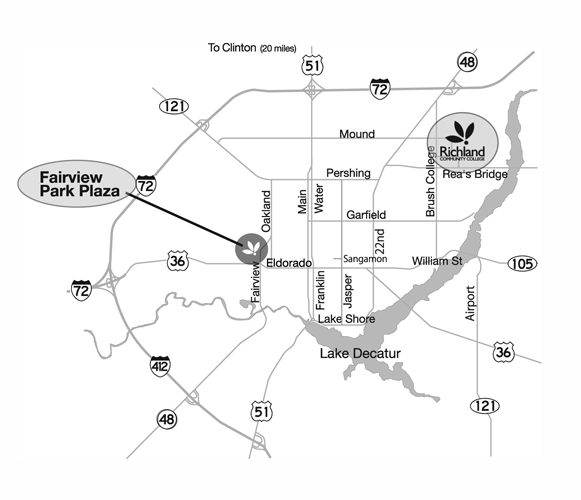 To Clinton (20 miles)
51
48
72
121
Mound
Richland
COMMUNITY COLLEGE
Pershing
Rea's Bridge
Fairview
Park Plaza
72
Oakland
Main
Water
Brush College
Garfield
22nd
36
Eldorado
Sangamon
William St
105
Fairview
Franklin
Jasper
Airport
72
Lake Shore
Lake Decatur
36
412
48
51
121